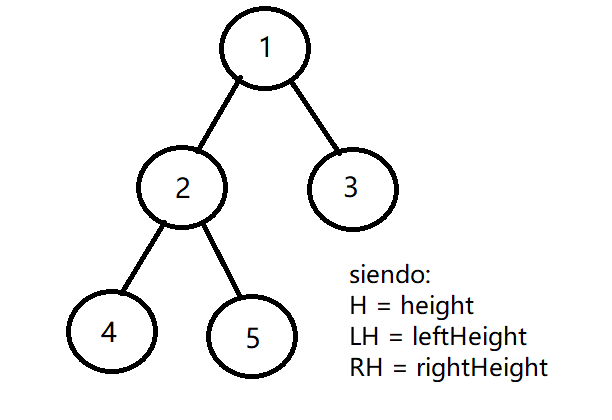 1
2
3
4
5
siendo:
H = height
LH = leftHeight
RH = rightHeight